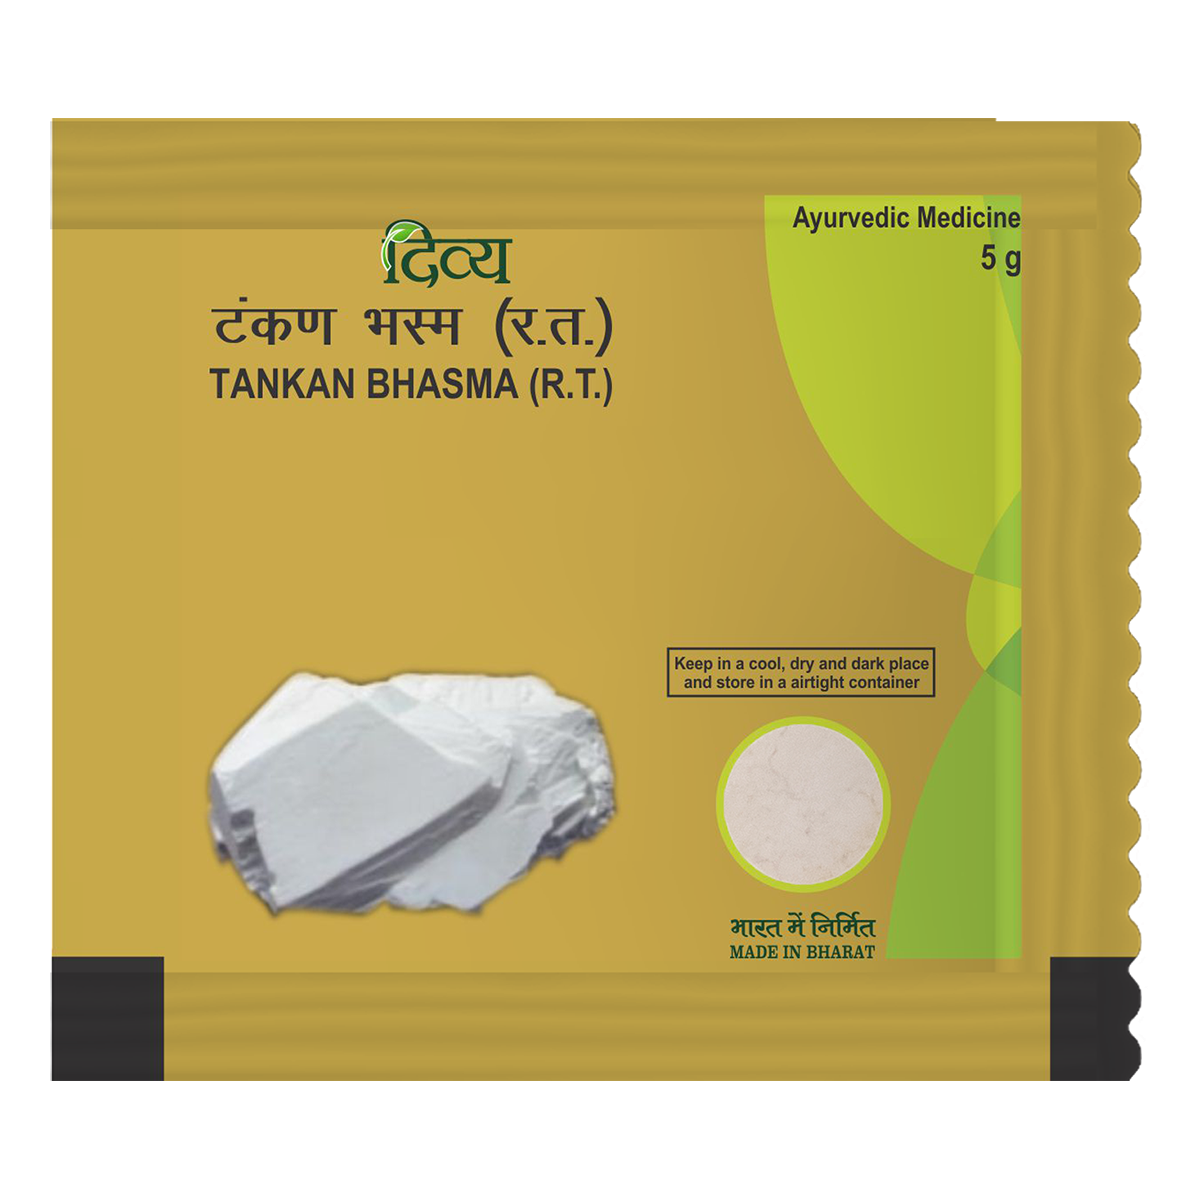 दिव्य
टंकण भस्म (र.त.)
TANKAN BHASMA (R.T.)
Ayurvedic Medicine
5 g
Keep in a cool, dry and dark place
and store in a airtight container
भारत में निर्मित
MADE IN BHARAT